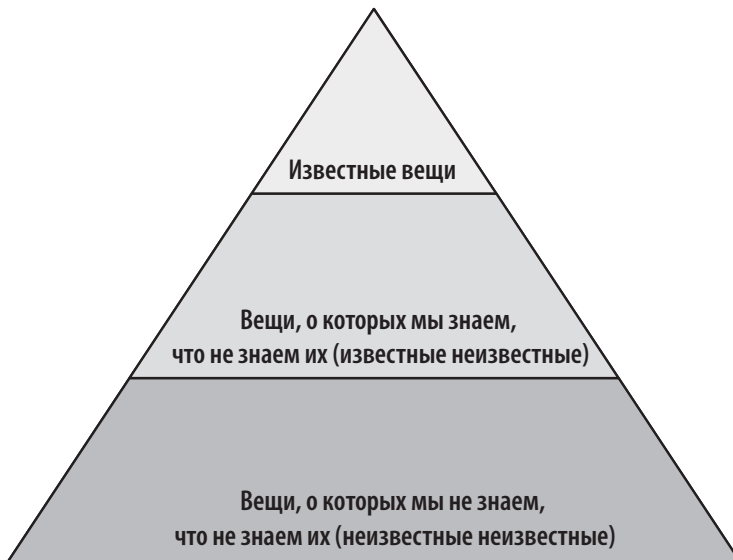 Известные вещи
Вещи, о которых мы знаем,
что не знаем их (известные неизвестные)
Вещи, о которых мы не знаем,
что не знаем их (неизвестные неизвестные)